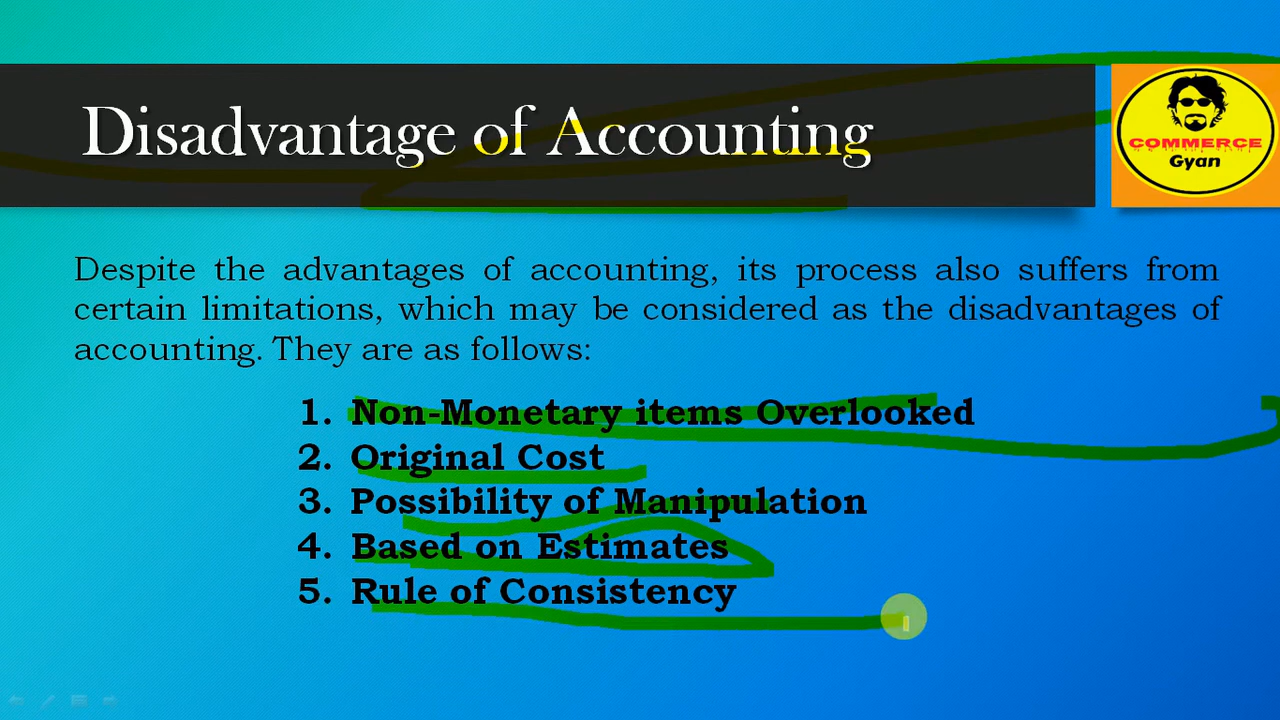 Disadvantage of Accounting
COMMERCE
Gyan
Despite the advantages of accounting, its process also suffers from
certain limitations, which may be considered as the disadvantages of
accounting. They are as follows:
1. Non-Monetary items Overlooked
2. Original Cost
3. Possibility of Manipulation
4. Based on Estimates
5. Rule of Consistency